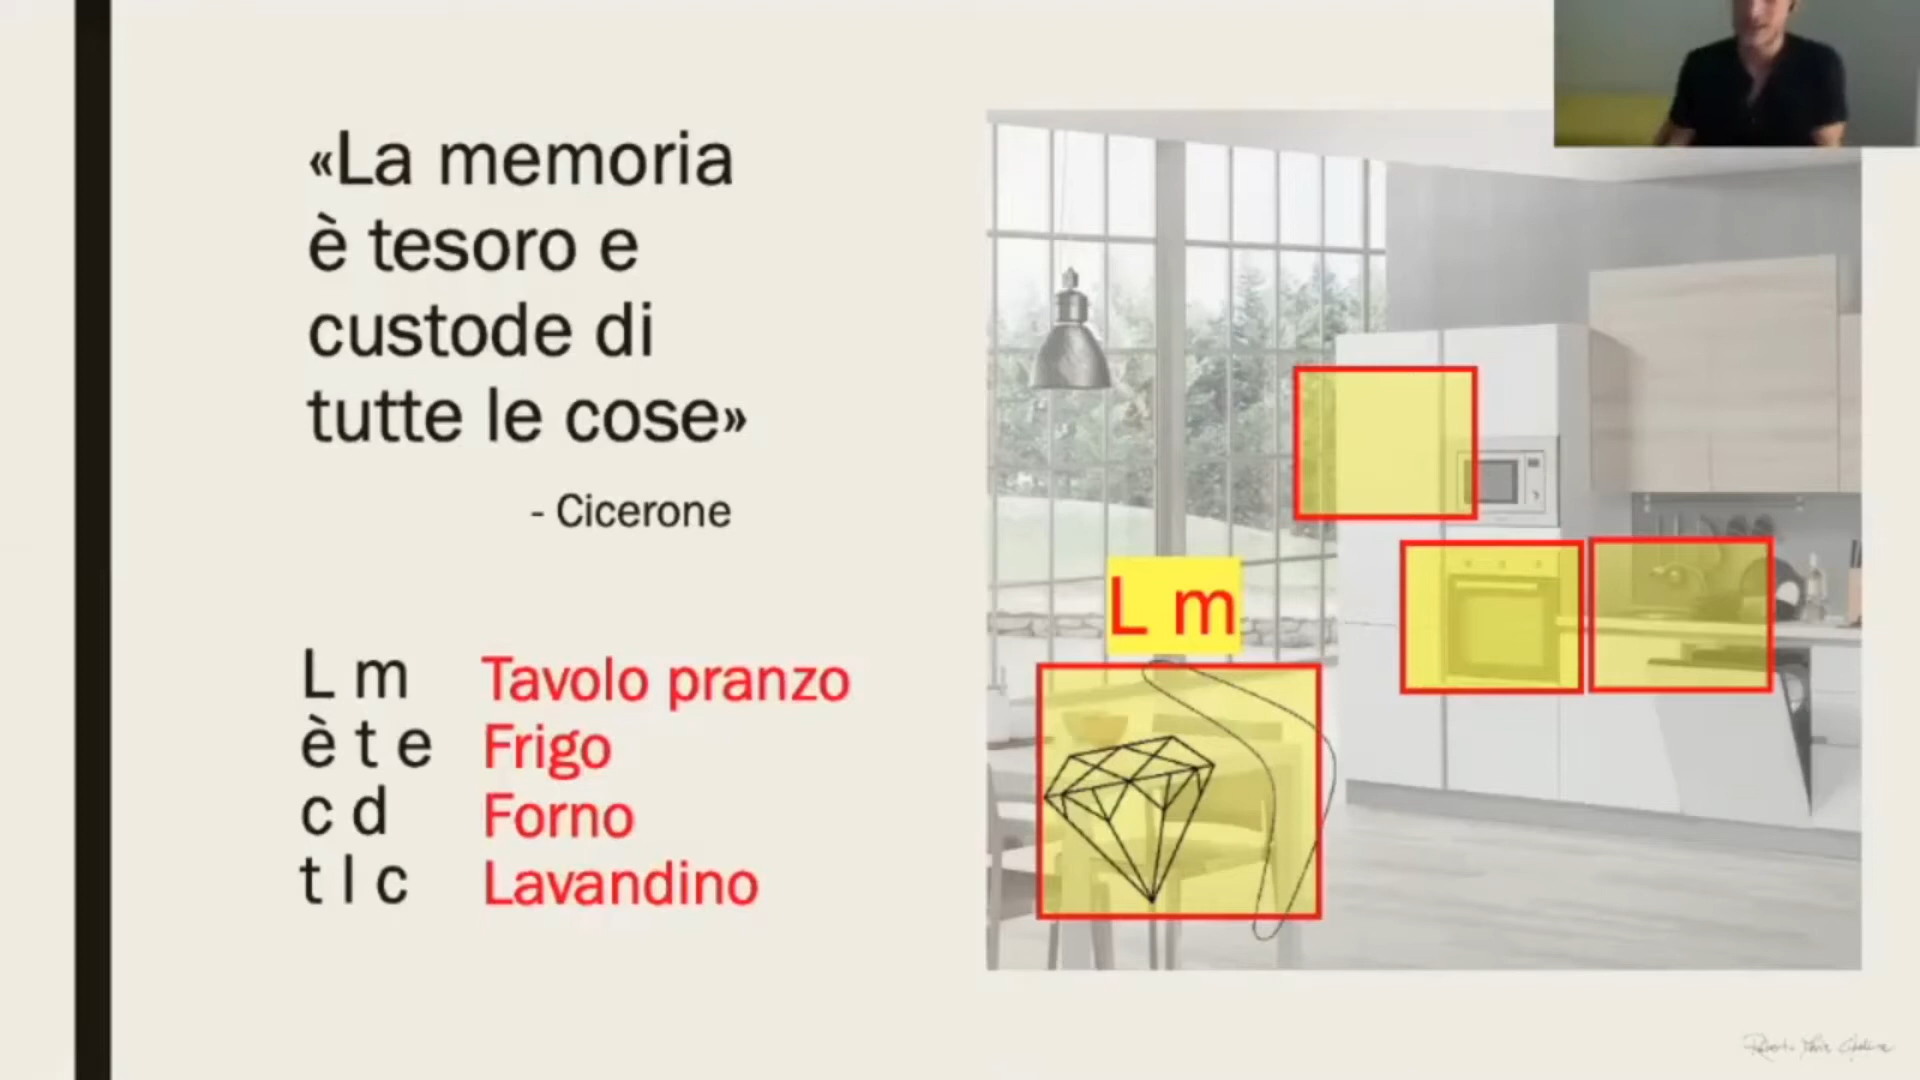 «La memoria
è tesoro e
custode di
tutte le cose»
- Cicerone
L m Tavolo pranzo
è t e Frigo
c d Forno
t l c Lavandino
L m